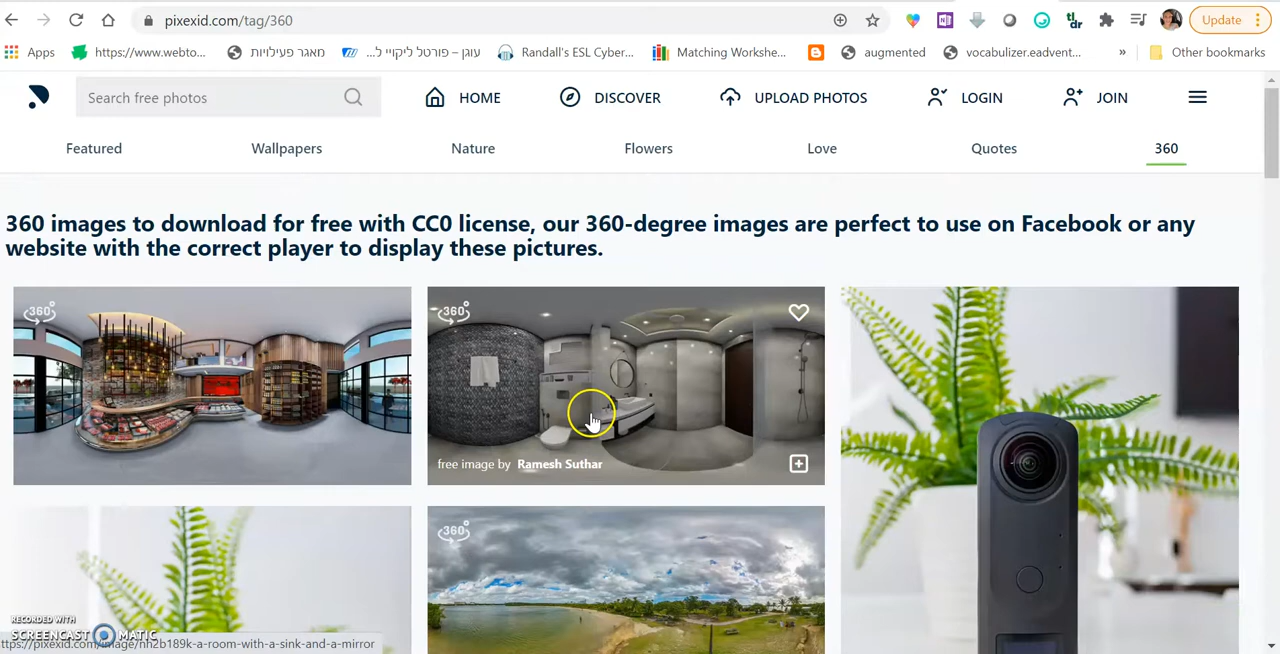 pixexid.com/tag/360
Update
Apps
https://www.webto...
מאגר פעילויות
עוגן – פורטל ליקויי ל...
Randall's ESL Cyber...
Matching Workshe...
augmented
vocabulizer.eadvent...
»
Other bookmarks
Search free photos
HOME
DISCOVER
UPLOAD PHOTOS
LOGIN
JOIN
Featured
Wallpapers
Nature
Flowers
Love
Quotes
360
360 images to download for free with CC0 license, our 360-degree images are perfect to use on Facebook or any
website with the correct player to display these pictures.
360°
360°
free image by Ramesh Suthar
360°
RECORDED WITH
SCREENCAST MATIC
ttps://pixexid.com/image/nh2b189k-a-room-with-a-sink-and-a-mirror